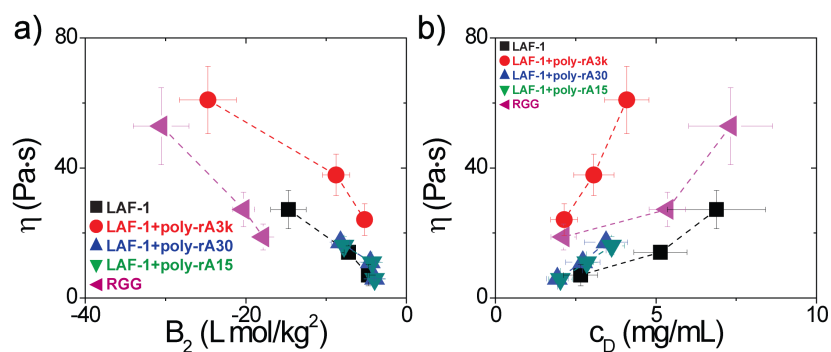 a)
80
40
0
η (Pa·s)
LAF-1
LAF-1+poly-rA3k
LAF-1+poly-rA30
LAF-1+poly-rA15
RGG
-40
-20
0
B₂ (L mol/kg²)
b)
80
40
0
η (Pa·s)
LAF-1
LAF-1+poly-rA3k
LAF-1+poly-rA30
LAF-1+poly-rA15
RGG
0
5
10
c_D (mg/mL)